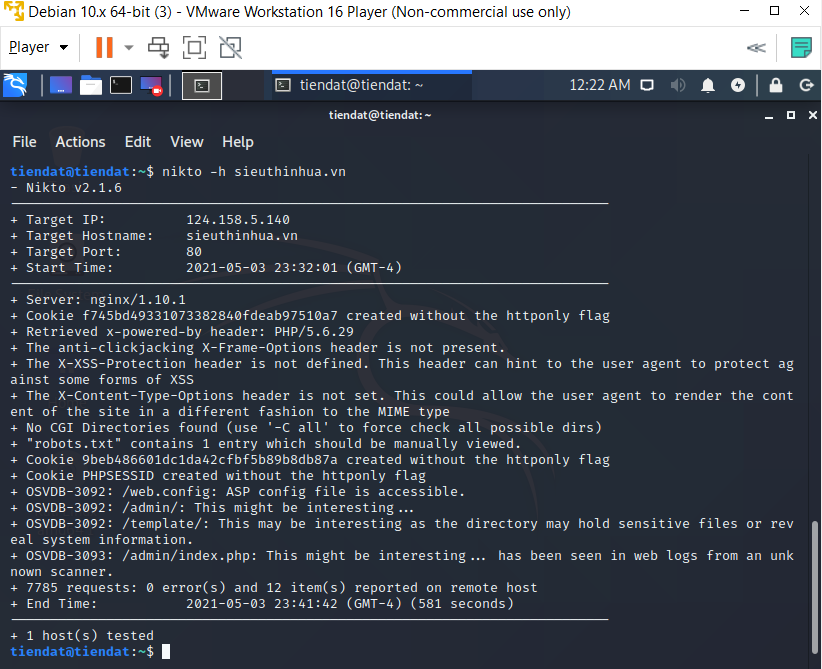 Debian 10.x 64-bit (3) - VMware Workstation 16 Player (Non-commercial use only)
Player
tiendat@tiendat: ~
12:22 AM
tiendat@tiendat: ~
File Actions Edit View Help
tiendat@tiendat:~$ nikto -h sieuthinhua.vn
- Nikto v2.1.6
+ Target IP: 124.158.5.140
+ Target Hostname: sieuthinhua.vn
+ Target Port: 80
+ Start Time: 2021-05-03 23:32:01 (GMT-4)
+ Server: nginx/1.10.1
+ Cookie f745bd49331073382840fdeab97510a7 created without the httponly flag
+ Retrieved x-powered-by header: PHP/5.6.29
+ The anti-clickjacking X-Frame-Options header is not present.
+ The X-XSS-Protection header is not defined. This header can hint to the user agent to protect ag
ainst some forms of XSS
+ The X-Content-Type-Options header is not set. This could allow the user agent to render the cont
ent of the site in a different fashion to the MIME type
+ No CGI Directories found (use '-C all' to force check all possible dirs)
+ "robots.txt" contains 1 entry which should be manually viewed.
+ Cookie 9beb486601dc1da42cfbf5b89b8db87a created without the httponly flag
+ Cookie PHPSESSID created without the httponly flag
+ OSVDB-3092: /web.config: ASP config file is accessible.
+ OSVDB-3092: /admin/: This might be interesting...
+ OSVDB-3092: /template/: This may be interesting as the directory may hold sensitive files or rev
eal system information.
+ OSVDB-3093: /admin/index.php: This might be interesting... has been seen in web logs from an unk
nown scanner.
+ 7785 requests: 0 error(s) and 12 item(s) reported on remote host
+ End Time: 2021-05-03 23:41:42 (GMT-4) (581 seconds)
+ 1 host(s) tested
tiendat@tiendat:~$